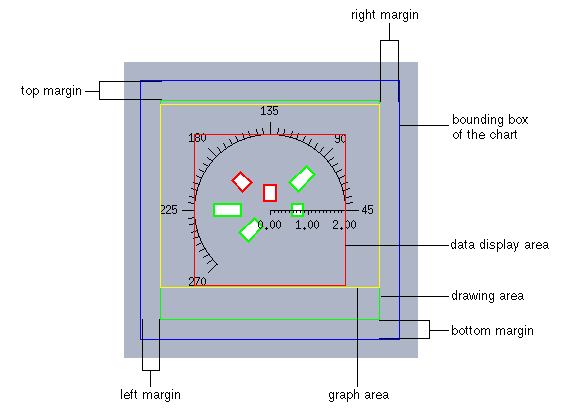 right margin
top margin
bounding box
of the chart
135
180
90
225
45
0.00 1.00 2.00
data display area
270
drawing area
bottom margin
left margin
graph area